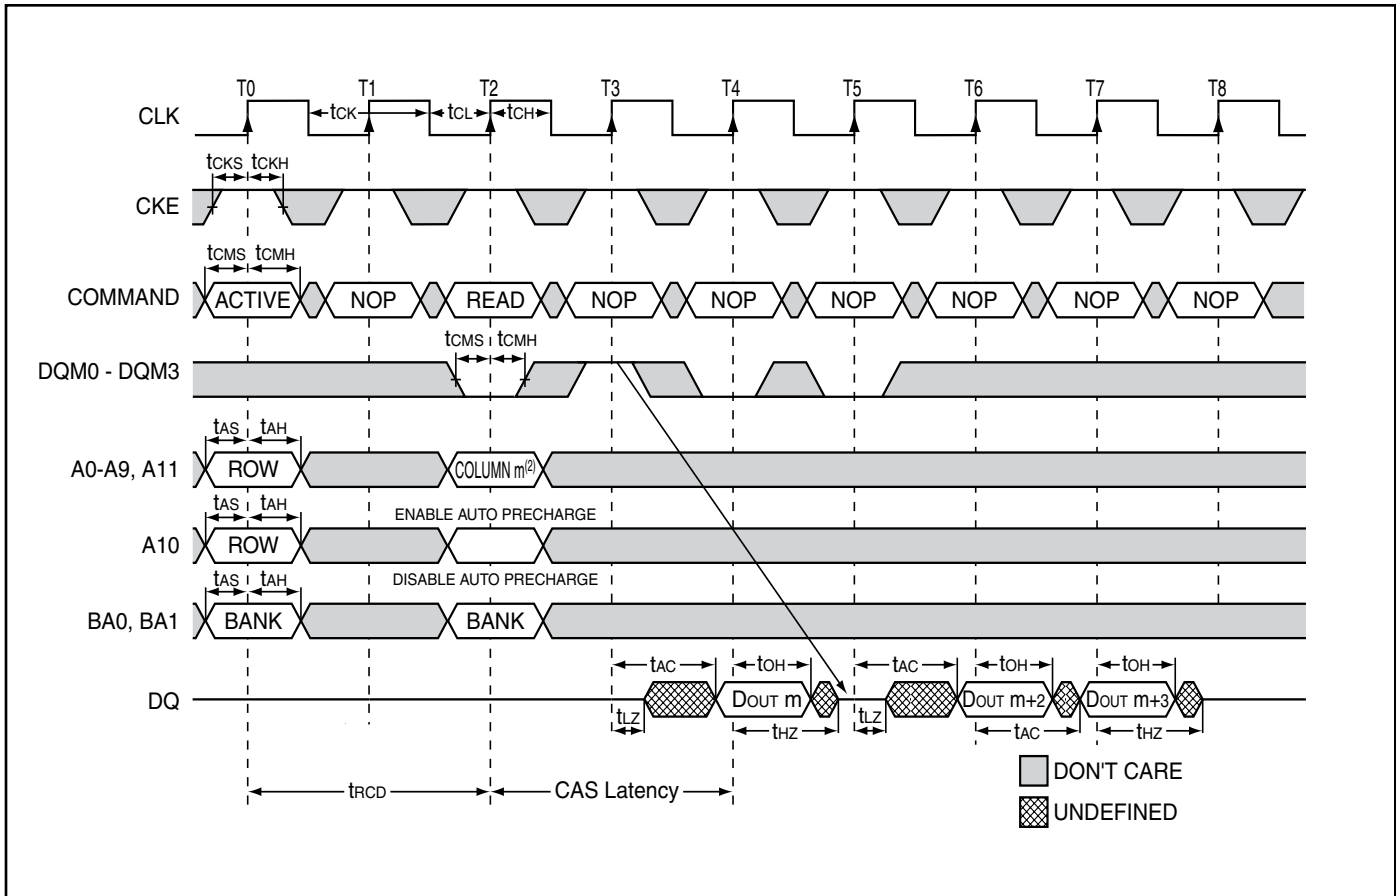 T0 T1 T2 T3 T4 T5 T6 T7 T8
CLK tCK tCL tCH
tCKS tCKH
CKE
tCMS tCMH
COMMAND ACTIVE NOP READ NOP NOP NOP NOP NOP NOP
tCMS tCMH
DQM0 - DQM3
tAS tAH
A0-A9, A11 ROW COLUMN m(2)
tAS tAH ENABLE AUTO PRECHARGE
A10 ROW
tAS tAH DISABLE AUTO PRECHARGE
BA0, BA1 BANK BANK
tAC tOH tAC tOH tOH
DQ DOUT m DOUT m+2 DOUT m+3
tLZ tHZ tLZ tAC tHZ
DON'T CARE
tRCD CAS Latency
UNDEFINED